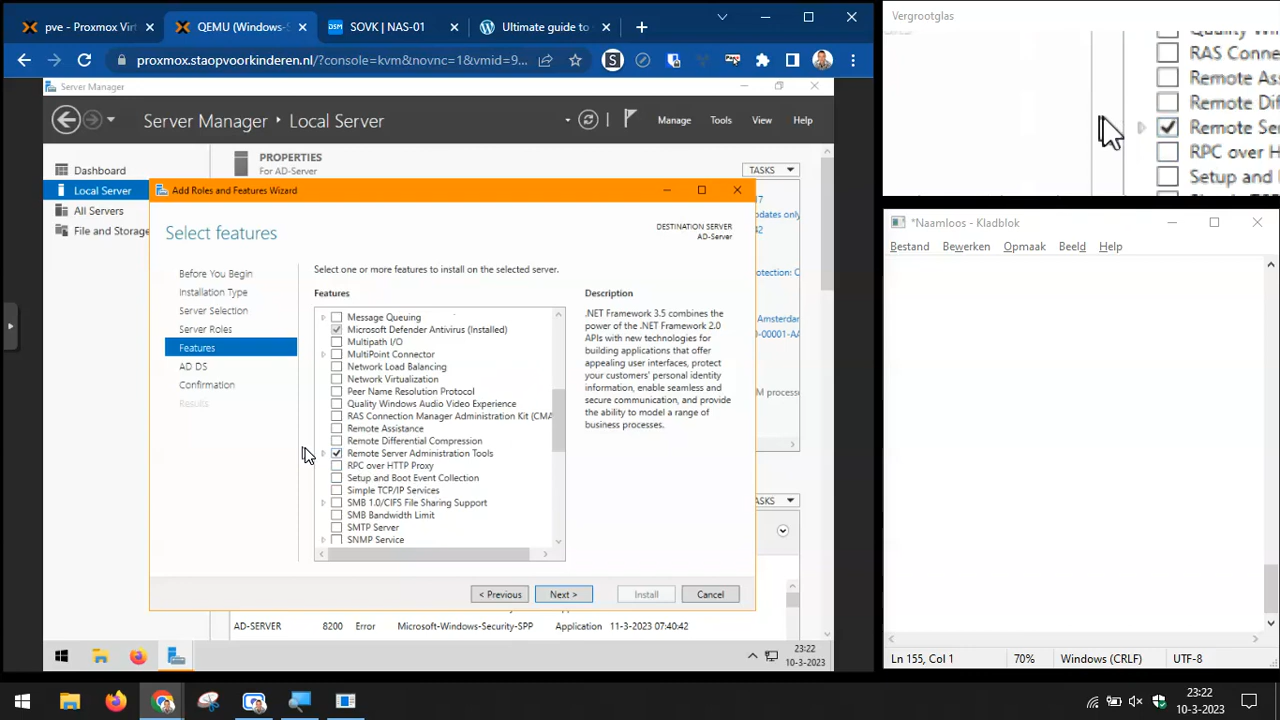 pve - Proxmox Virt
QEMU (Windows-S
SOVK | NAS-01
Ultimate guide to
proxmox.staopvoorkinderen.nl/?console=kvm&novnc=1&vmid=9...
Server Manager
Server Manager • Local Server
Manage Tools View Help
Dashboard
Local Server
All Servers
File and Storage
PROPERTIES
For AD-Server
TASKS
Add Roles and Features Wizard
Select features
DESTINATION SERVER
AD-Server
Before You Begin
Installation Type
Server Selection
Server Roles
Features
AD DS
Confirmation
Results
Select one or more features to install on the selected server.
Features
Message Queuing
Microsoft Defender Antivirus (Installed)
Multipath I/O
MultiPoint Connector
Network Load Balancing
Network Virtualization
Peer Name Resolution Protocol
Quality Windows Audio Video Experience
RAS Connection Manager Administration Kit (CMA
Remote Assistance
Remote Differential Compression
Remote Server Administration Tools
RPC over HTTP Proxy
Setup and Boot Event Collection
Simple TCP/IP Services
SMB 1.0/CIFS File Sharing Support
SMB Bandwidth Limit
SMTP Server
SNMP Service
Description
.NET Framework 3.5 combines the
power of the .NET Framework 2.0
APIs with new technologies for
building applications that offer
appealing user interfaces, protect
your customers' personal identity
information, enable seamless and
secure communication, and provide
the ability to model a range of
business processes.
< Previous
Next >
Install
Cancel
17
pdates only
42
otection: C
Amsterda
0-00001-AA
M process
ASKS
AD-SERVER 8200 Error Microsoft-Windows-Security-SPP Application 11-3-2023 07:40:42
23:22
10-3-2023
Vergrootglas
RAS Conne
Remote Ass
Remote Dif
Remote Se
RPC over H
Setup and
*Naamloos - Kladblok
Bestand Bewerken Opmaak Beeld Help
Ln 155, Col 1 70% Windows (CRLF) UTF-8
23:22
10-3-2023